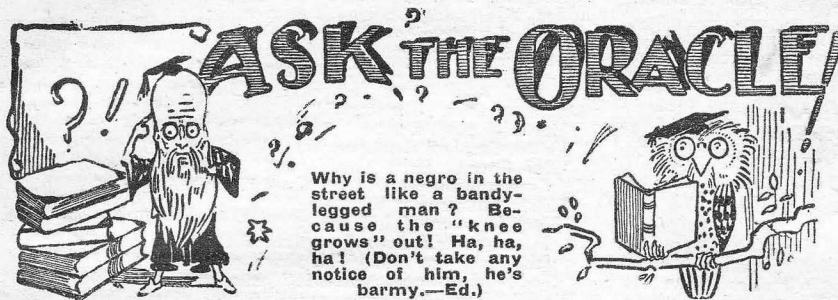 ASK THE ORACLE!
Why is a negro in the
street like a bandy-
legged man? Be-
cause the "knee
grows" out! Ha, ha,
ha! (Don't take any
notice of him, he's
barmy.—Ed.)